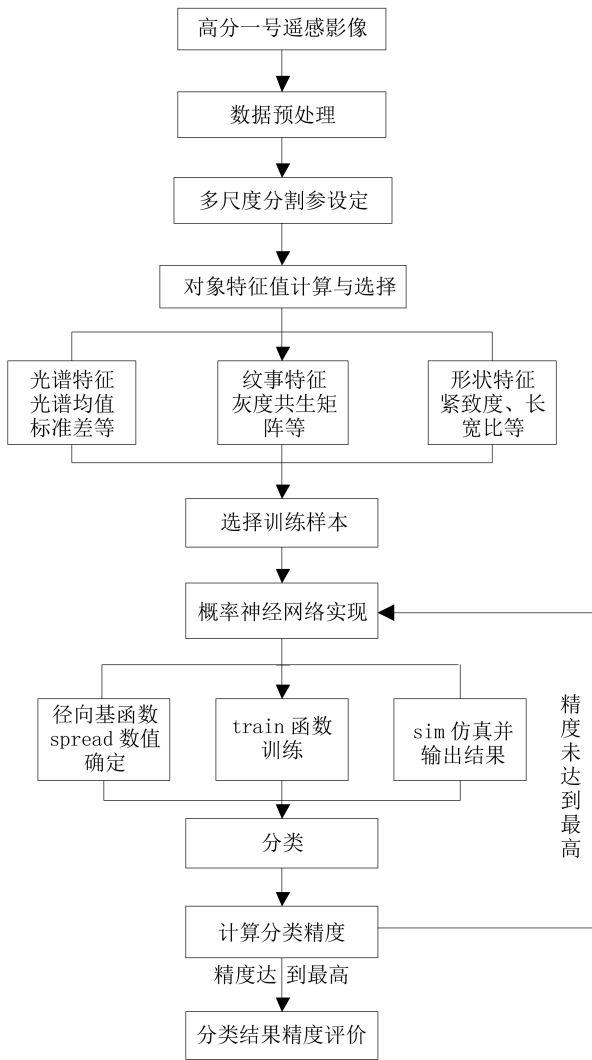 高分一号遥感影像
数据预处理
多尺度分割参设定
对象特征值计算与选择
光谱特征
光谱均值
标准差等
纹事特征
灰度共生矩
阵等
形状特征
紧致度、长
宽比等
选择训练样本
概率神经网络实现
径向基函数
spread 数值
确定
train 函数
训练
sim 仿真并
输出结果
精度未达到最高
分类
计算分类精度
精度达 到最高
分类结果精度评价